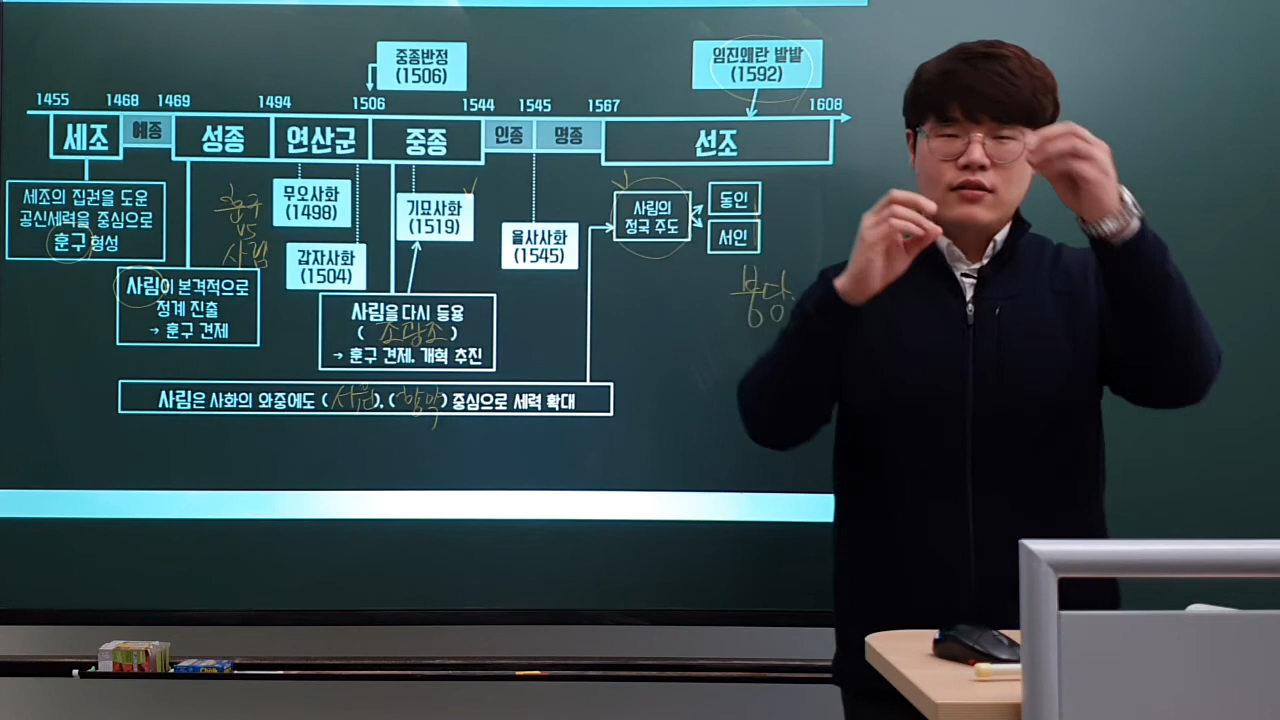 중종반정
(1506)
임진왜란 발발
(1592)
1455 1468 1469 1494 1506 1544 1545 1567 1608
세조 예종 성종 연산군 중종 인종 명종 선조
세조의 집권을 도운
공신세력을 중심으로
훈구 형성
훈구
vs
사림
무오사화
(1498)
갑자사화
(1504)
기묘사화
(1519)
을사사화
(1545)
사림의
정국 주도
동인
서인
붕당
사림이 본격적으로
정계 진출
→ 훈구 견제
사림을 다시 등용
( 조광조 )
→ 훈구 견제, 개혁 추진
사림은 사화의 와중에도 ( 서원 ), ( 향약 ) 중심으로 세력 확대